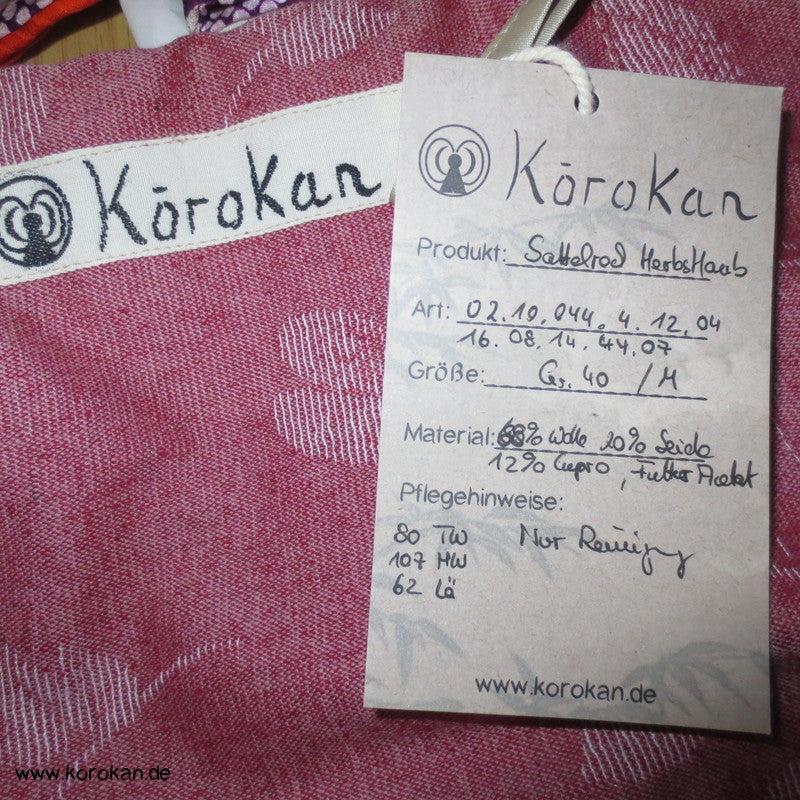 Kōrokan
Kōrokan
Produkt: Sattelrod Herbstlaub
Art: 02.10.044.4.12.04
16.08.14.44.07
Größe: Gr. 40 / M
Material: 68% Wolle 20% Seide
12% Cupro, Futter Acetat
Pflegehinweise:
80 TW Nur Reinigung
107 HW
62 Lä
www.korokan.de
www.korokan.de